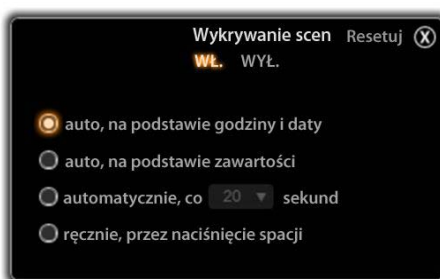 Wykrywanie scen Resetuj X
WŁ. WYŁ.
auto, na podstawie godziny i daty
auto, na podstawie zawartości
automatycznie, co 20 sekund
ręcznie, przez naciśnięcie spacji